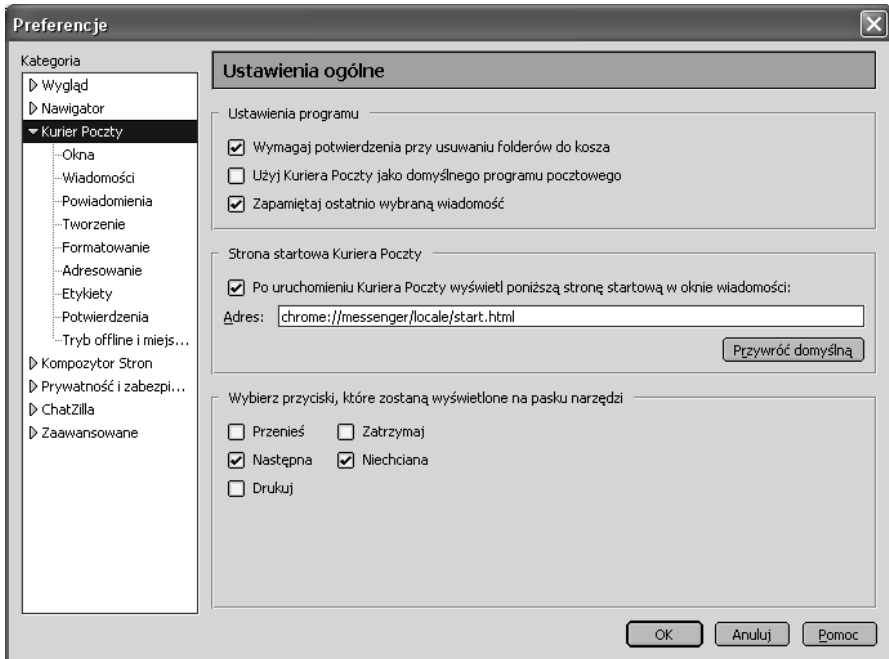 Preferencje
Kategoria
Wygląd
Nawigator
Kurier Poczty
Okna
Wiadomości
Powiadomienia
Tworzenie
Formatowanie
Adresowanie
Etykiety
Potwierdzenia
Tryb offline i miejs...
Kompozytor Stron
Prywatność i zabezpi...
ChatZilla
Zaawansowane
Ustawienia ogólne
Ustawienia programu
Wymagaj potwierdzenia przy usuwaniu folderów do kosza
Użyj Kuriera Poczty jako domyślnego programu pocztowego
Zapamiętaj ostatnio wybraną wiadomość
Strona startowa Kuriera Poczty
Po uruchomieniu Kuriera Poczty wyświetl poniższą stronę startową w oknie wiadomości:
Adres: chrome://messenger/locale/start.html
Przywróć domyślną
Wybierz przyciski, które zostaną wyświetlone na pasku narzędzi
Przenieś Zatrzymaj
Następna Niechciana
Drukuj
OK Anuluj Pomoc